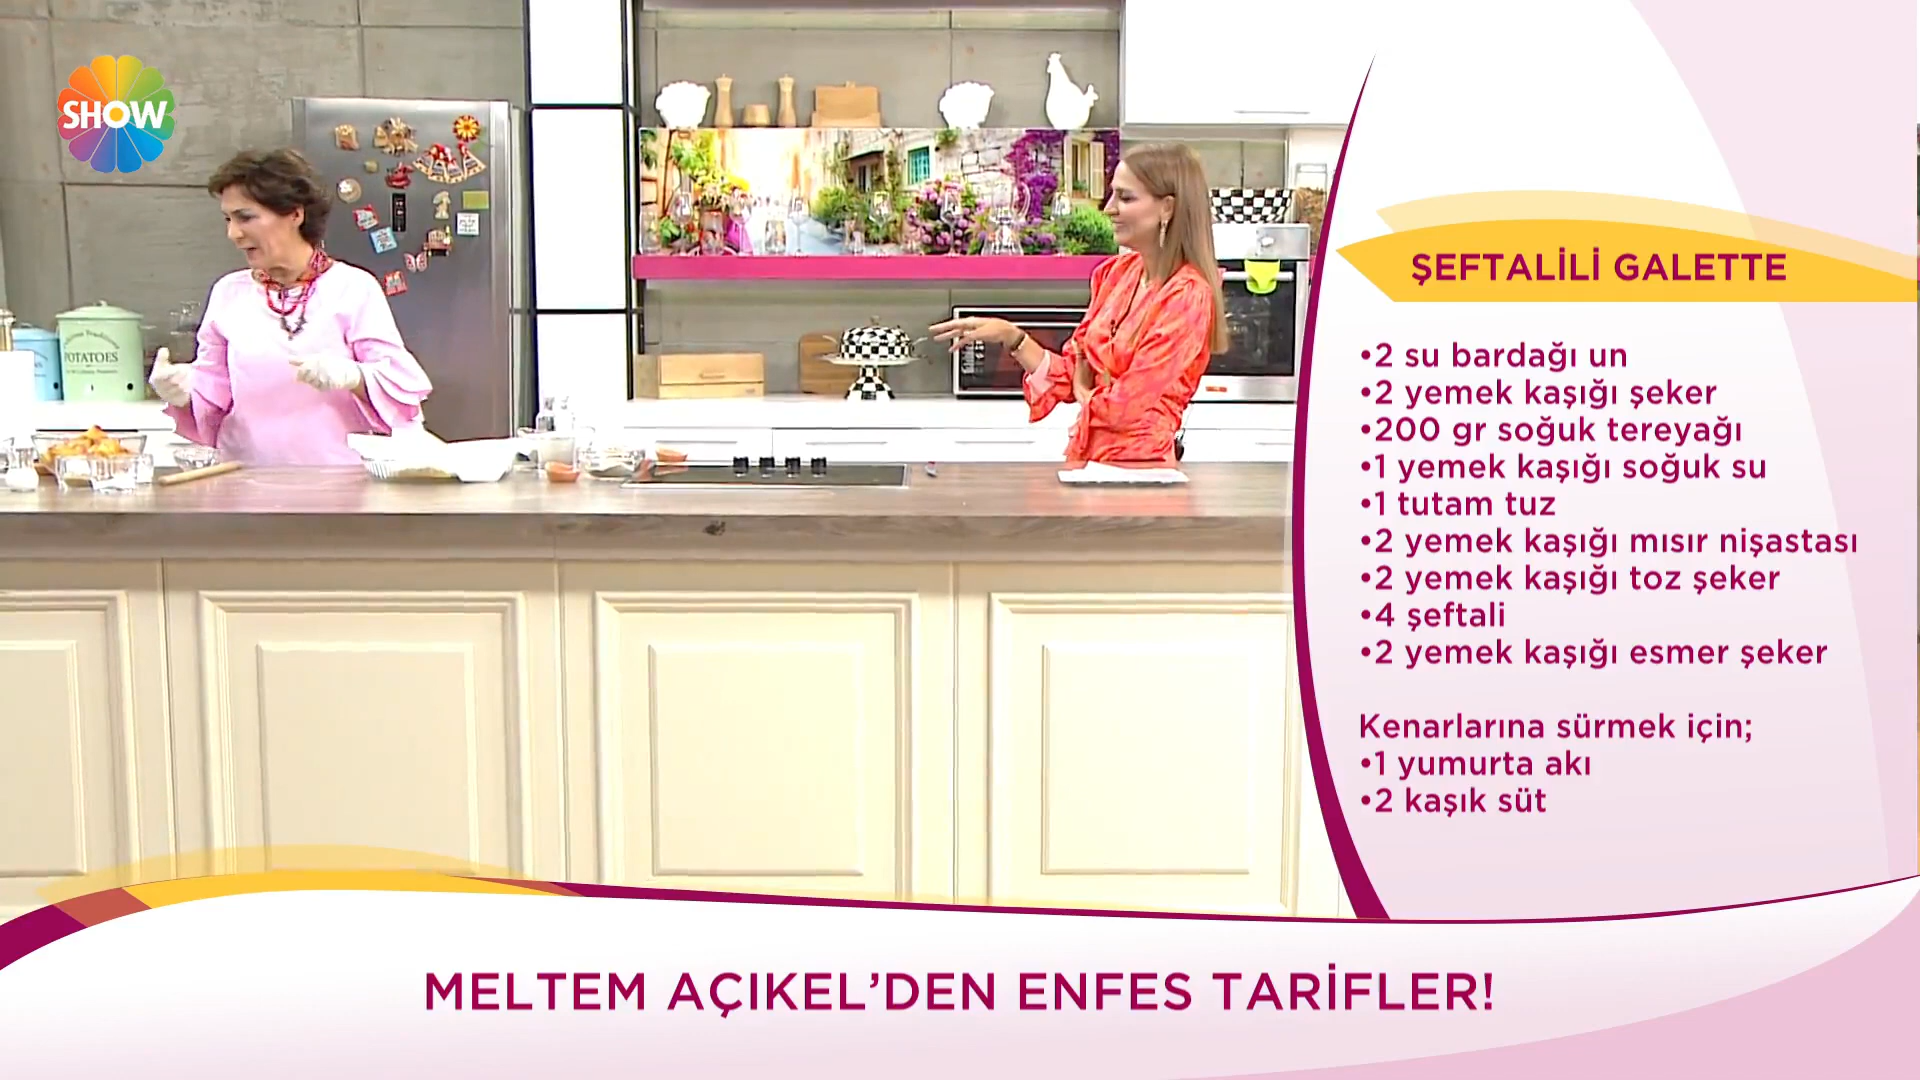 SHOW
POTATOES
ŞEFTALİLİ GALETTE
•2 su bardağı un
•2 yemek kaşığı şeker
•200 gr soğuk tereyağı
•1 yemek kaşığı soğuk su
•1 tutam tuz
•2 yemek kaşığı mısır nişastası
•2 yemek kaşığı toz şeker
•4 şeftali
•2 yemek kaşığı esmer şeker
Kenarlarına sürmek için;
•1 yumurta akı
•2 kaşık süt
MELTEM AÇIKEL’DEN ENFES TARİFLER!